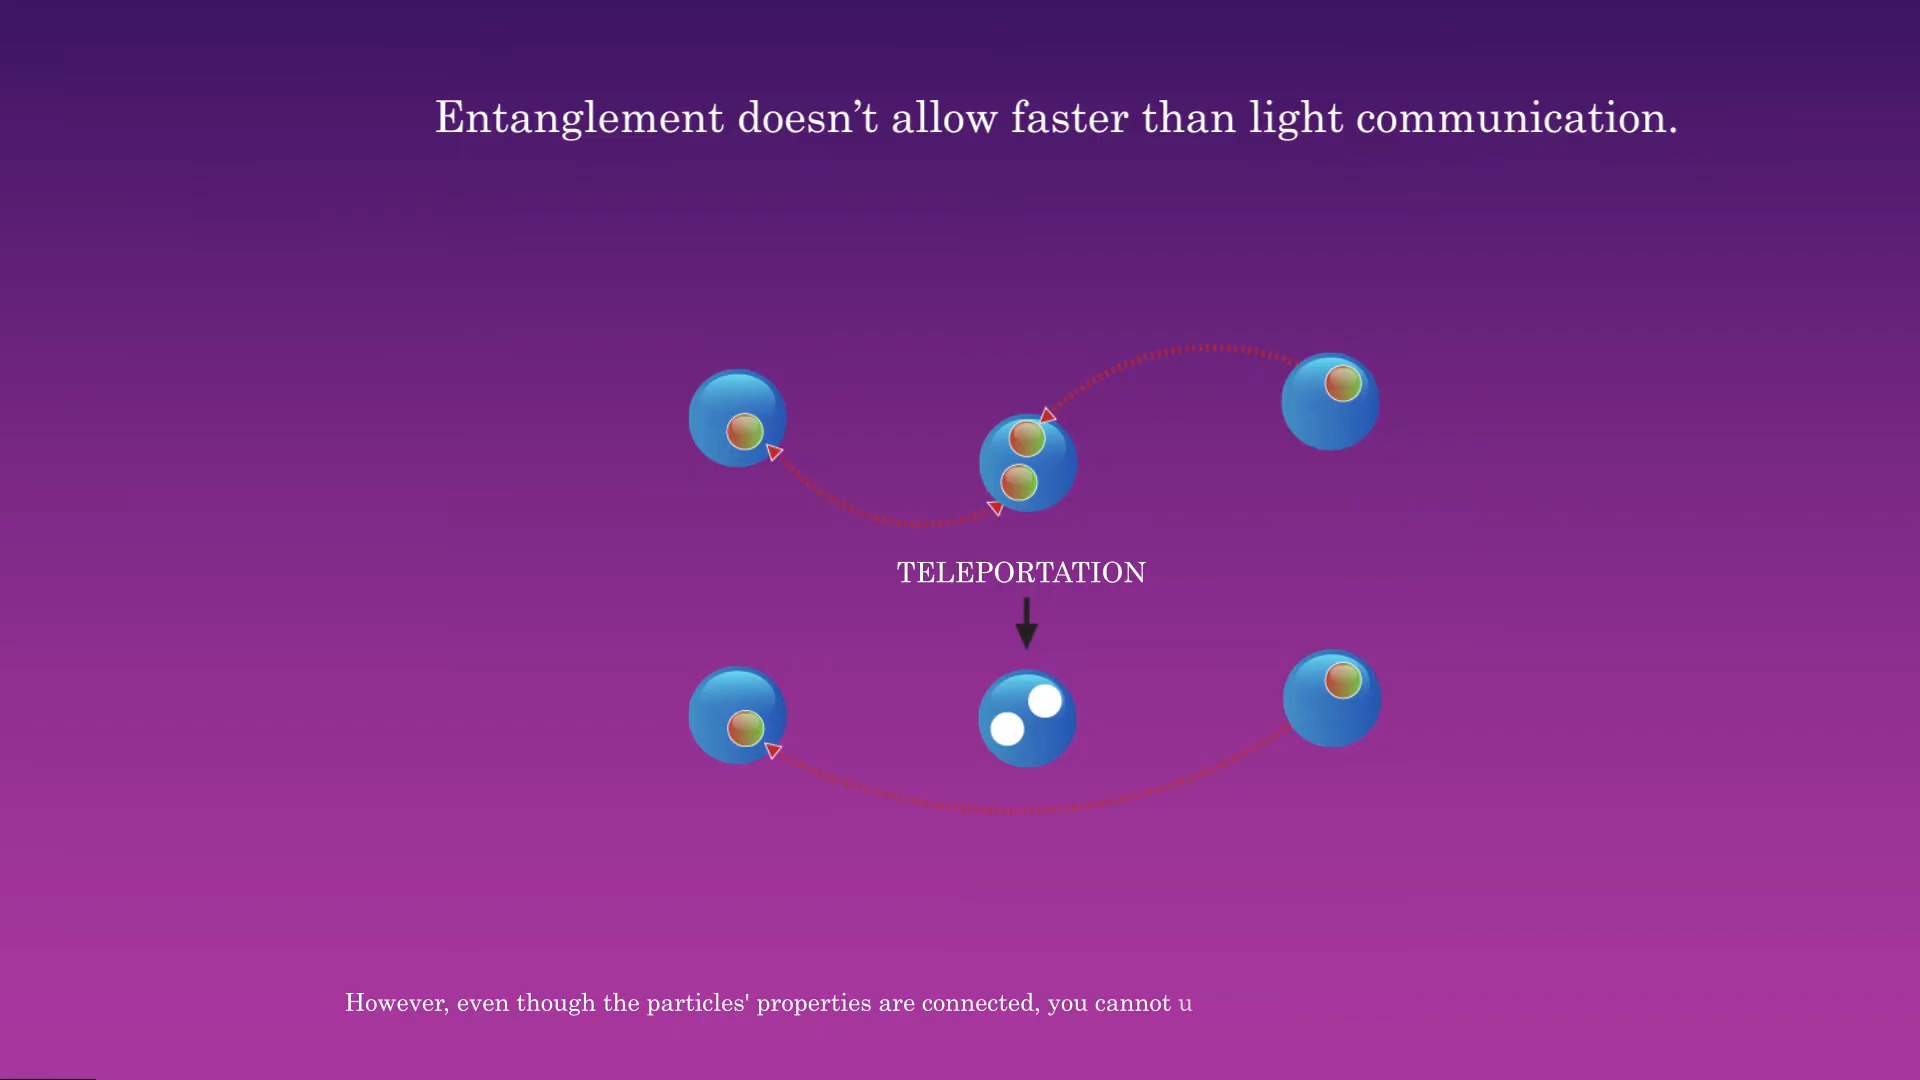 Entanglement doesn’t allow faster than light communication.
TELEPORTATION
However, even though the particles' properties are connected, you cannot u